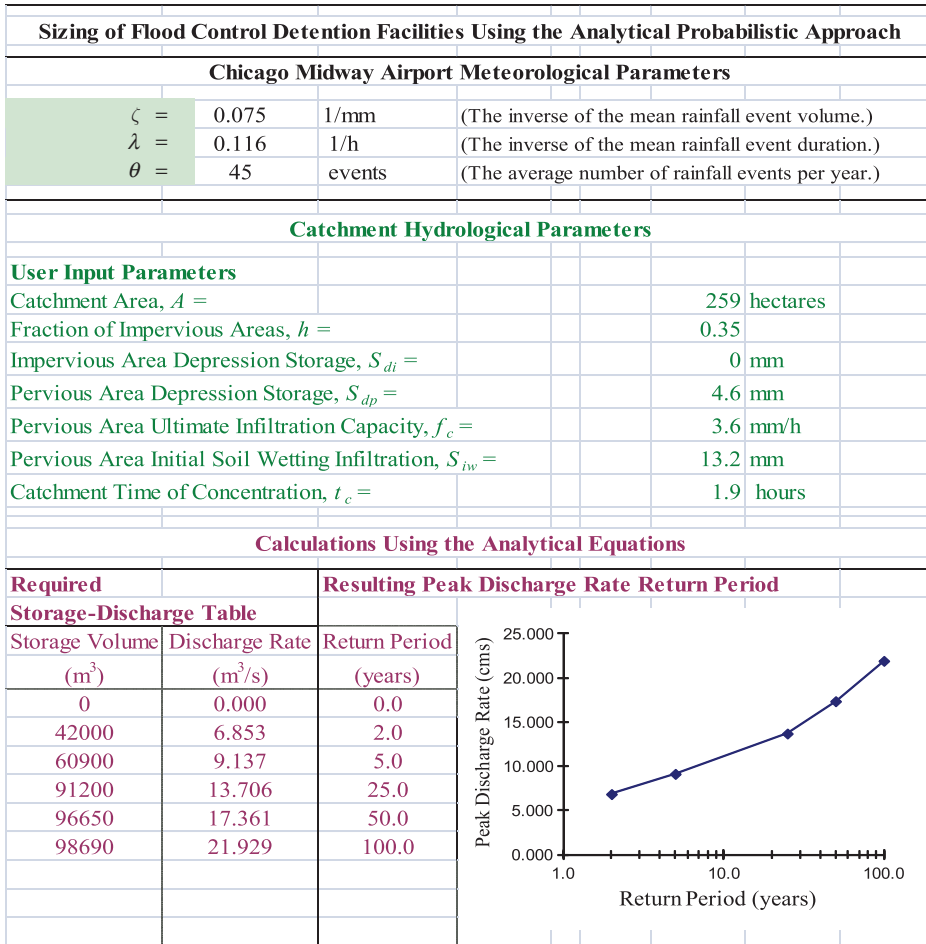 Sizing of Flood Control Detention Facilities Using the Analytical Probabilistic Approach
Chicago Midway Airport Meteorological Parameters
ζ = 0.075 1/mm (The inverse of the mean rainfall event volume.)
λ = 0.116 1/h (The inverse of the mean rainfall event duration.)
θ = 45 events (The average number of rainfall events per year.)
Catchment Hydrological Parameters
User Input Parameters
Catchment Area, A = 259 hectares
Fraction of Impervious Areas, h = 0.35
Impervious Area Depression Storage, S di = 0 mm
Pervious Area Depression Storage, S dp = 4.6 mm
Pervious Area Ultimate Infiltration Capacity, f c = 3.6 mm/h
Pervious Area Initial Soil Wetting Infiltration, S iw = 13.2 mm
Catchment Time of Concentration, t c = 1.9 hours
Calculations Using the Analytical Equations
Required Resulting Peak Discharge Rate Return Period
Storage-Discharge Table
Storage Volume Discharge Rate Return Period
(m³) (m³/s) (years)
0 0.000 0.0
42000 6.853 2.0
60900 9.137 5.0
91200 13.706 25.0
96650 17.361 50.0
98690 21.929 100.0
Peak Discharge Rate (cms)
25.000
20.000
15.000
10.000
5.000
0.000
1.0 10.0 100.0
Return Period (years)